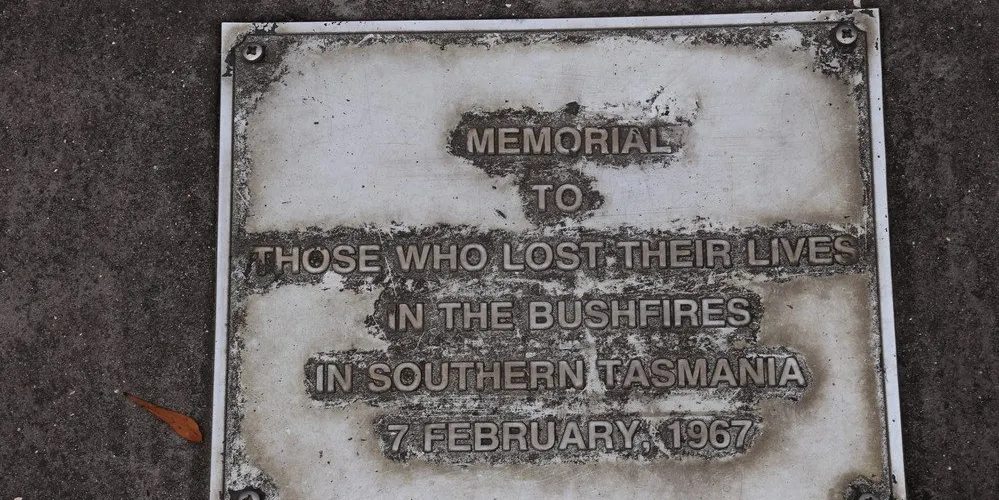 MEMORIAL
TO
THOSE WHO LOST THEIR LIVES
IN THE BUSHFIRES
IN SOUTHERN TASMANIA
7 FEBRUARY, 1967